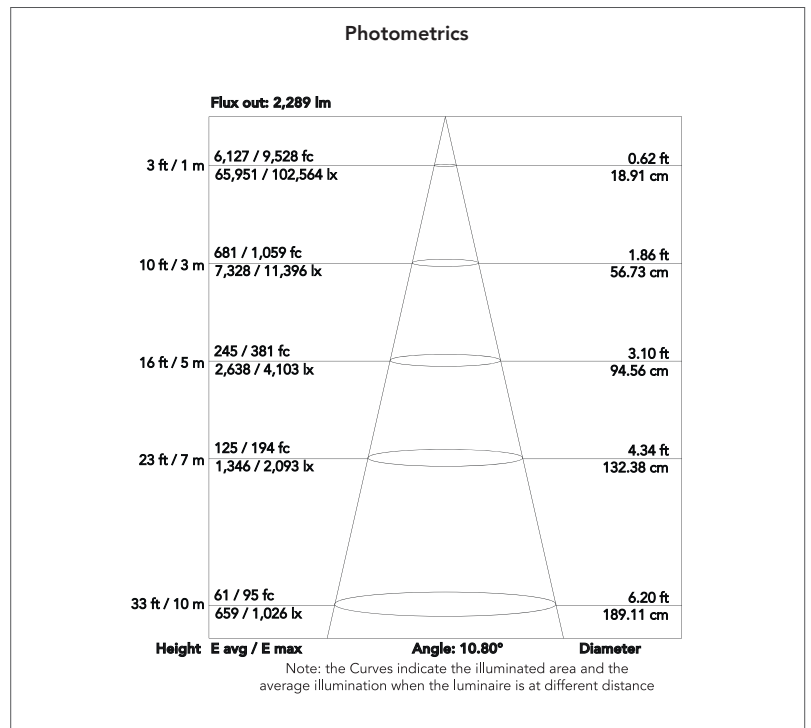 Photometrics
Flux out: 2,289 lm
3 ft / 1 m
6,127 / 9,528 fc
65,951 / 102,564 lx
0.62 ft
18.91 cm
10 ft / 3 m
681 / 1,059 fc
7,328 / 11,396 lx
1.86 ft
56.73 cm
16 ft / 5 m
245 / 381 fc
2,638 / 4,103 lx
3.10 ft
94.56 cm
23 ft / 7 m
125 / 194 fc
1,346 / 2,093 lx
4.34 ft
132.38 cm
33 ft / 10 m
61 / 95 fc
659 / 1,026 lx
6.20 ft
189.11 cm
Height E avg / E max Angle: 10.80° Diameter
Note: the Curves indicate the illuminated area and the
average illumination when the luminaire is at different distance